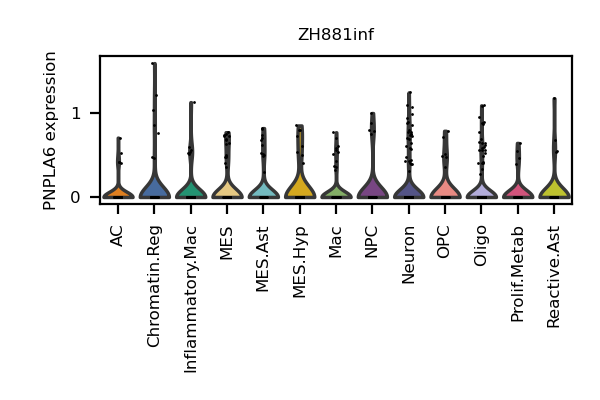 ZH881inf
PNPLA6 expression
1
0
AC
Chromatin.Reg
Inflammatory.Mac
MES
MES.Ast
MES.Hyp
Mac
NPC
Neuron
OPC
Oligo
Prolif.Metab
Reactive.Ast